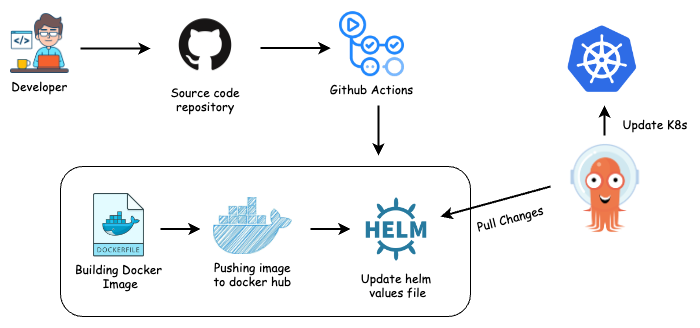 </>
Developer
Source code
repository
Github Actions
Update K8s
DOCKERFILE
Building Docker
Image
Pushing image
to docker hub
HELM
Update helm
values file
Pull Changes